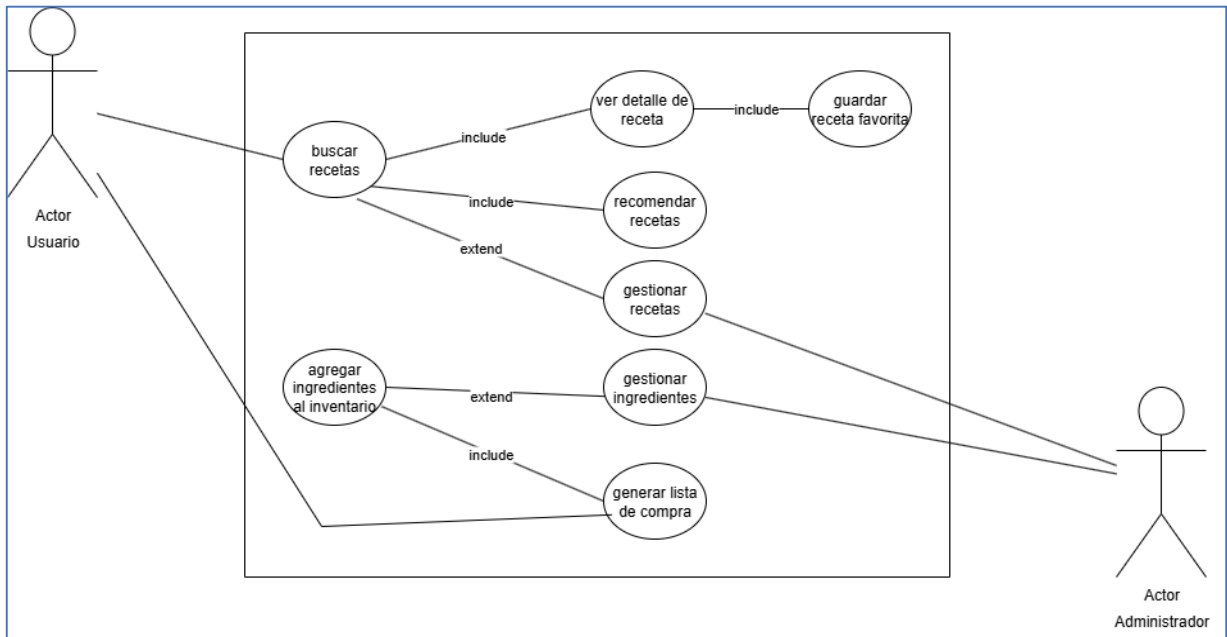 ver detalle de
receta
include
guardar
receta favorita
buscar
recetas
include
include
recomendar
recetas
Actor
Usuario
extend
gestionar
recetas
agregar
ingredientes
al inventario
extend
gestionar
ingredientes
include
generar lista
de compra
Actor
Administrador